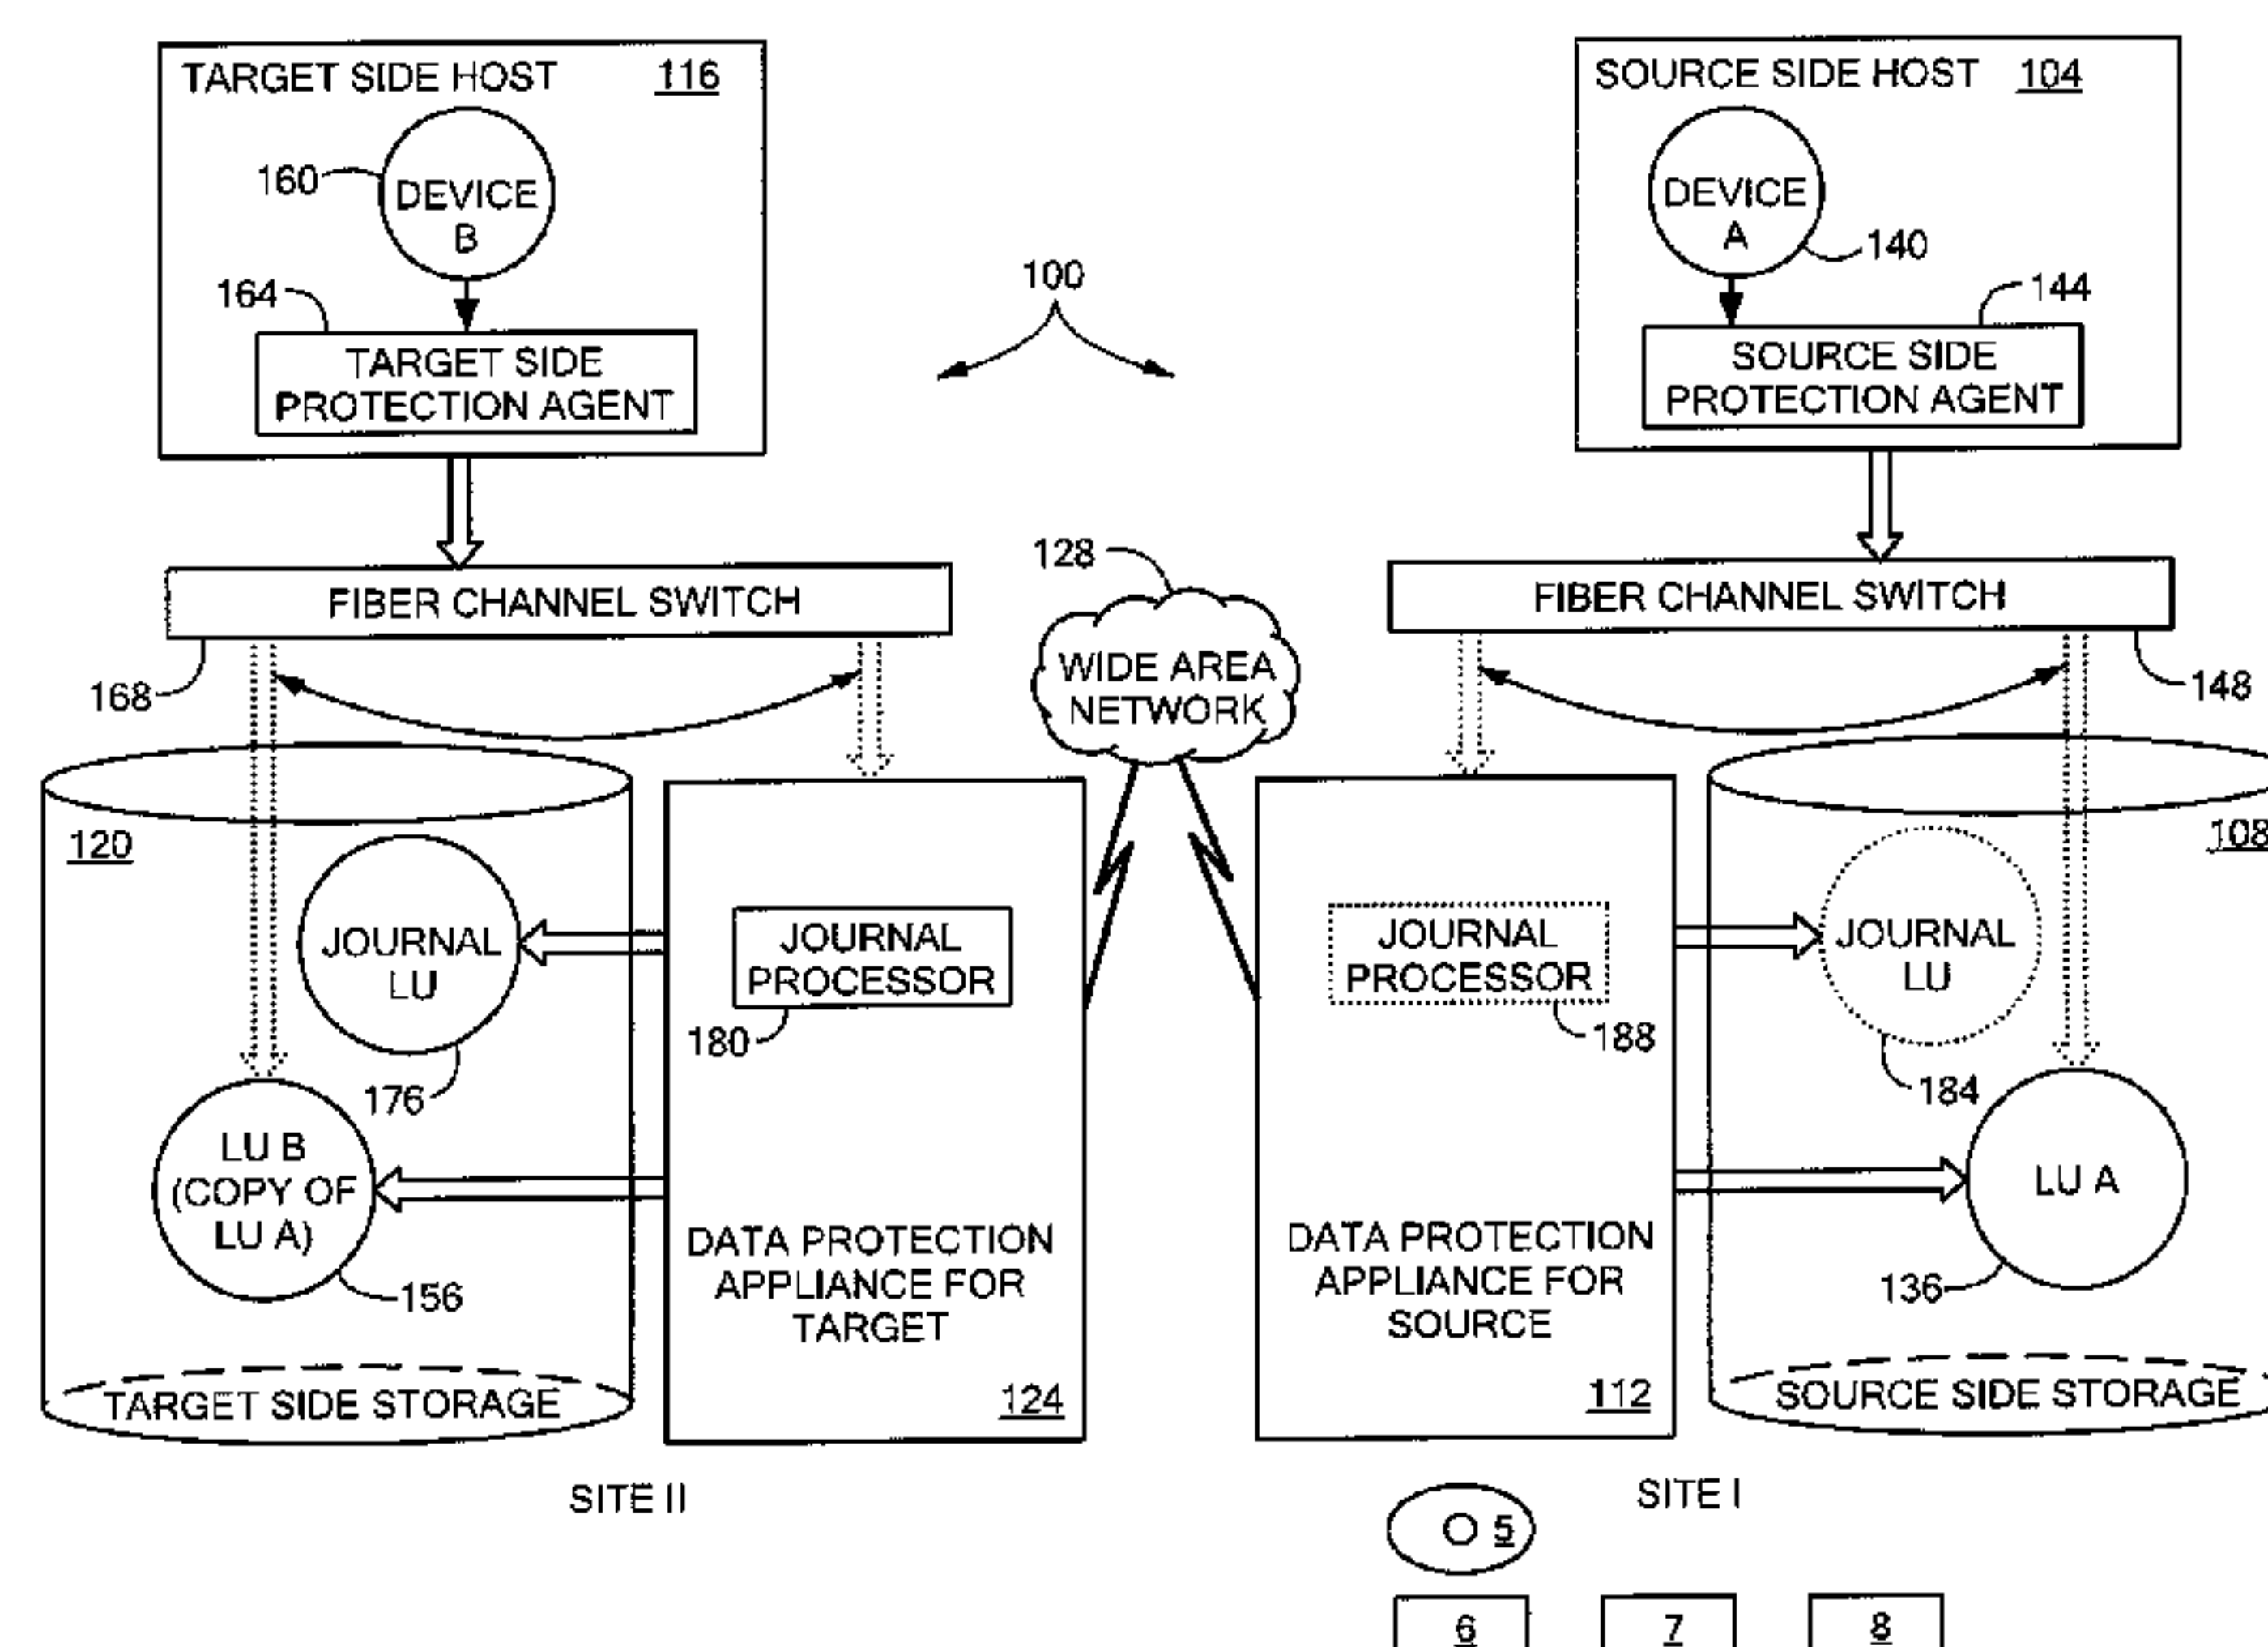 TARGET SIDE HOST 116
160
DEVICE
B
164
TARGET SIDE
PROTECTION AGENT
100
SOURCE SIDE HOST 104
DEVICE
A
140
144
SOURCE SIDE
PROTECTION AGENT
FIBER CHANNEL SWITCH
168
128
WIDE AREA
NETWORK
FIBER CHANNEL SWITCH
148
120
JOURNAL
LU
176
LU B
(COPY OF
LU A)
156
TARGET SIDE STORAGE
JOURNAL
PROCESSOR
180
DATA PROTECTION
APPLIANCE FOR
TARGET
124
JOURNAL
PROCESSOR
188
DATA PROTECTION
APPLIANCE FOR
SOURCE
112
108
JOURNAL
LU
184
LU A
136
SOURCE SIDE STORAGE
SITE II
SITE I
5
6
7
8